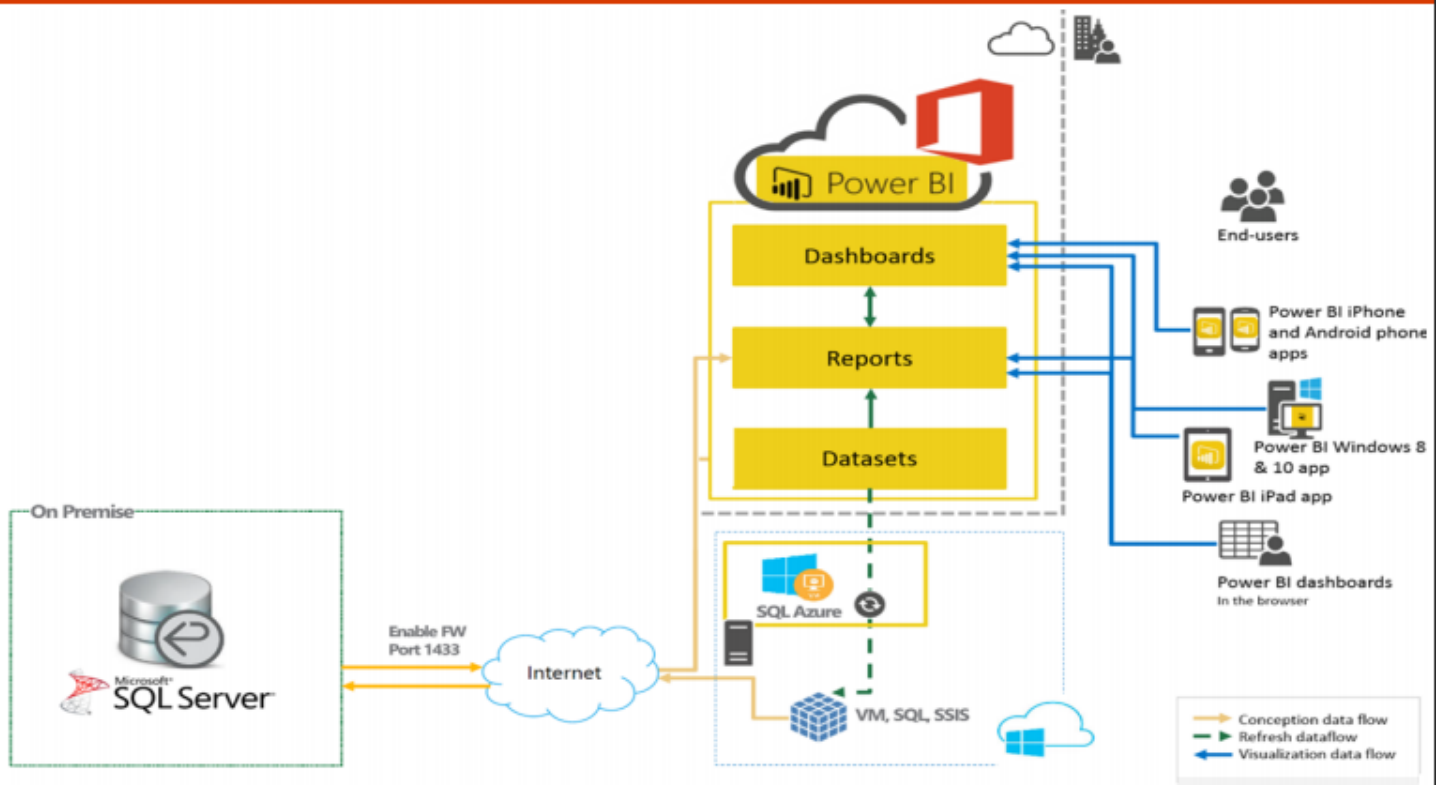 Power BI
Dashboards
Reports
Datasets
End-users
Power BI iPhone
and Android phone
apps
Power BI Windows 8
& 10 app
Power BI iPad app
Power BI dashboards
In the browser
On Premise
Microsoft®
SQL Server
Enable FW
Port 1433
Internet
SQL Azure
VM, SQL, SSIS
Conception data flow
Refresh dataflow
Visualization data flow